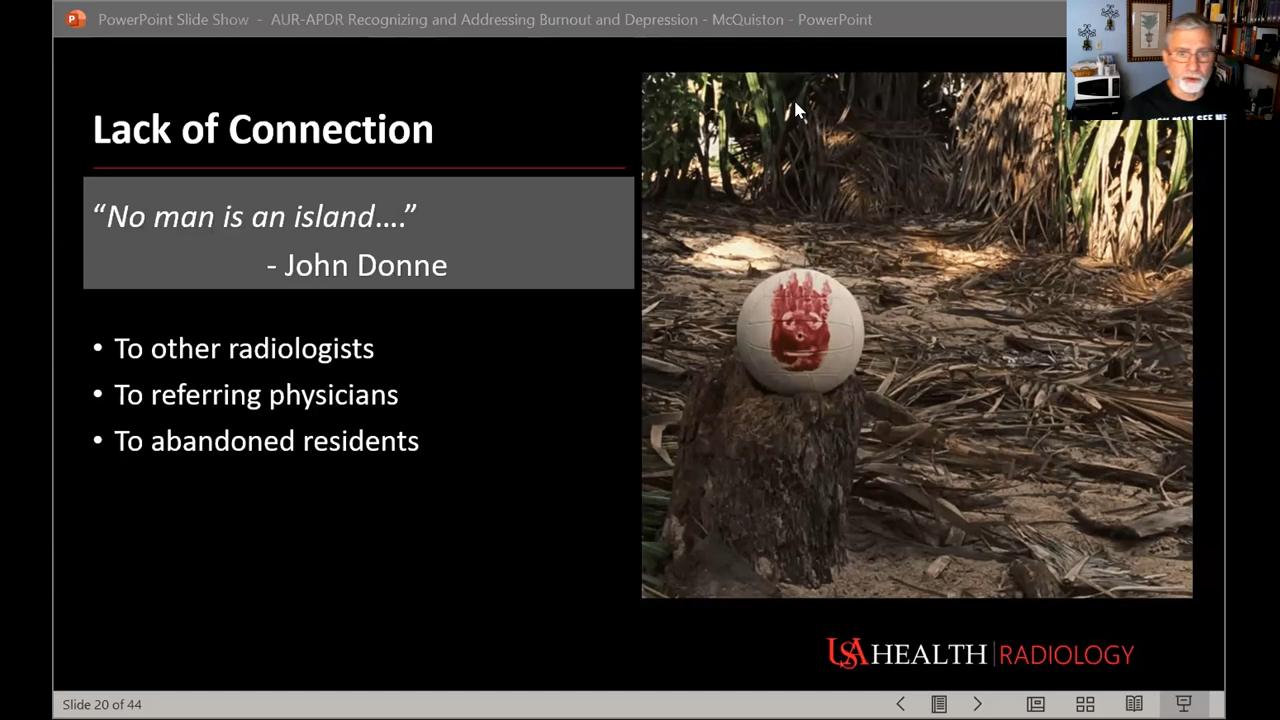 PowerPoint Slide Show - AUR-APDR Recognizing and Addressing Burnout and Depression - McQuiston - PowerPoint
Lack of Connection
“No man is an island….”
- John Donne
• To other radiologists
• To referring physicians
• To abandoned residents
USA HEALTH | RADIOLOGY
Slide 20 of 44